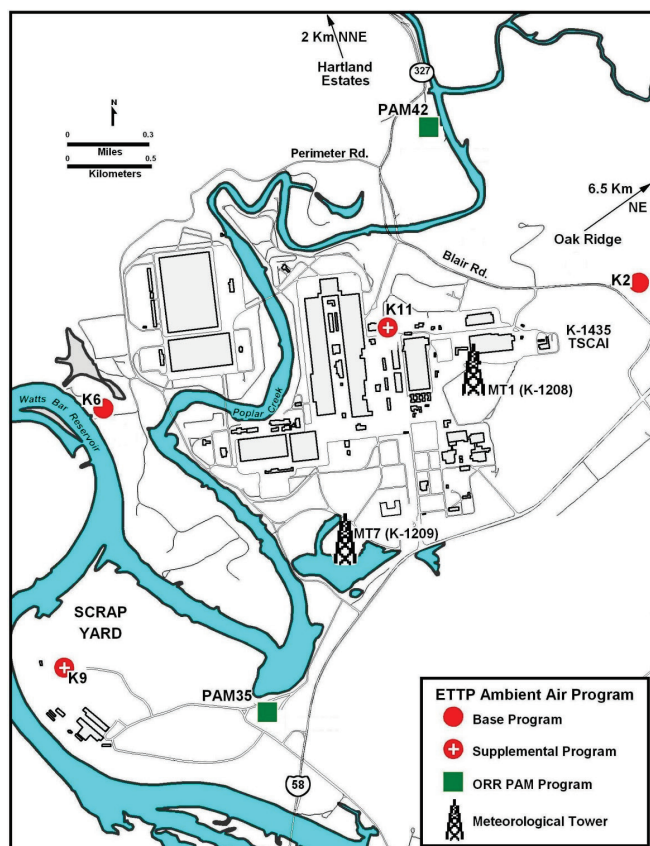 2 Km NNE
Hartland
Estates
327
PAM42
N
0 0.3
Miles
0 0.5
Kilometers
Perimeter Rd.
6.5 Km
NE
Oak Ridge
Blair Rd.
K2
K11
K-1435
TSCAI
MT1 (K-1208)
K6
Watts Bar Reservoir
Poplar Creek
MT7 (K-1209)
SCRAP
YARD
K9
PAM35
58
ETTP Ambient Air Program
Base Program
Supplemental Program
ORR PAM Program
Meteorological Tower